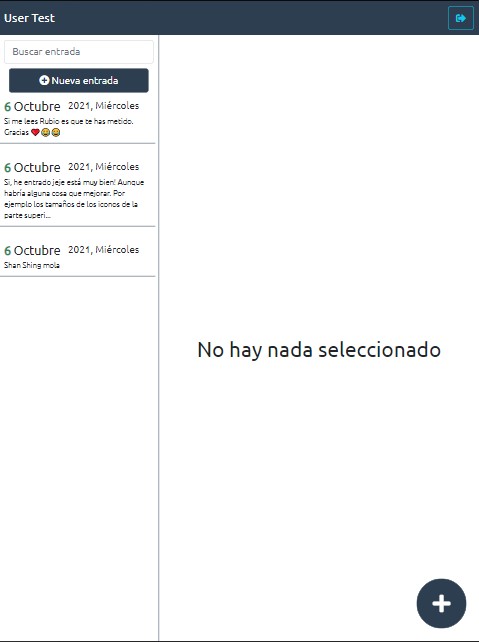 User Test
Buscar entrada
Nueva entrada
6 Octubre 2021, Miércoles
Si me lees Rubio es que te has metido.
Gracias ❤️😄😄
6 Octubre 2021, Miércoles
Si, he entrado jeje está muy bien! Aunque
habría alguna cosa que mejorar. Por
ejemplo los tamaños de los iconos de la
parte superi...
6 Octubre 2021, Miércoles
Shan Shing mola
No hay nada seleccionado